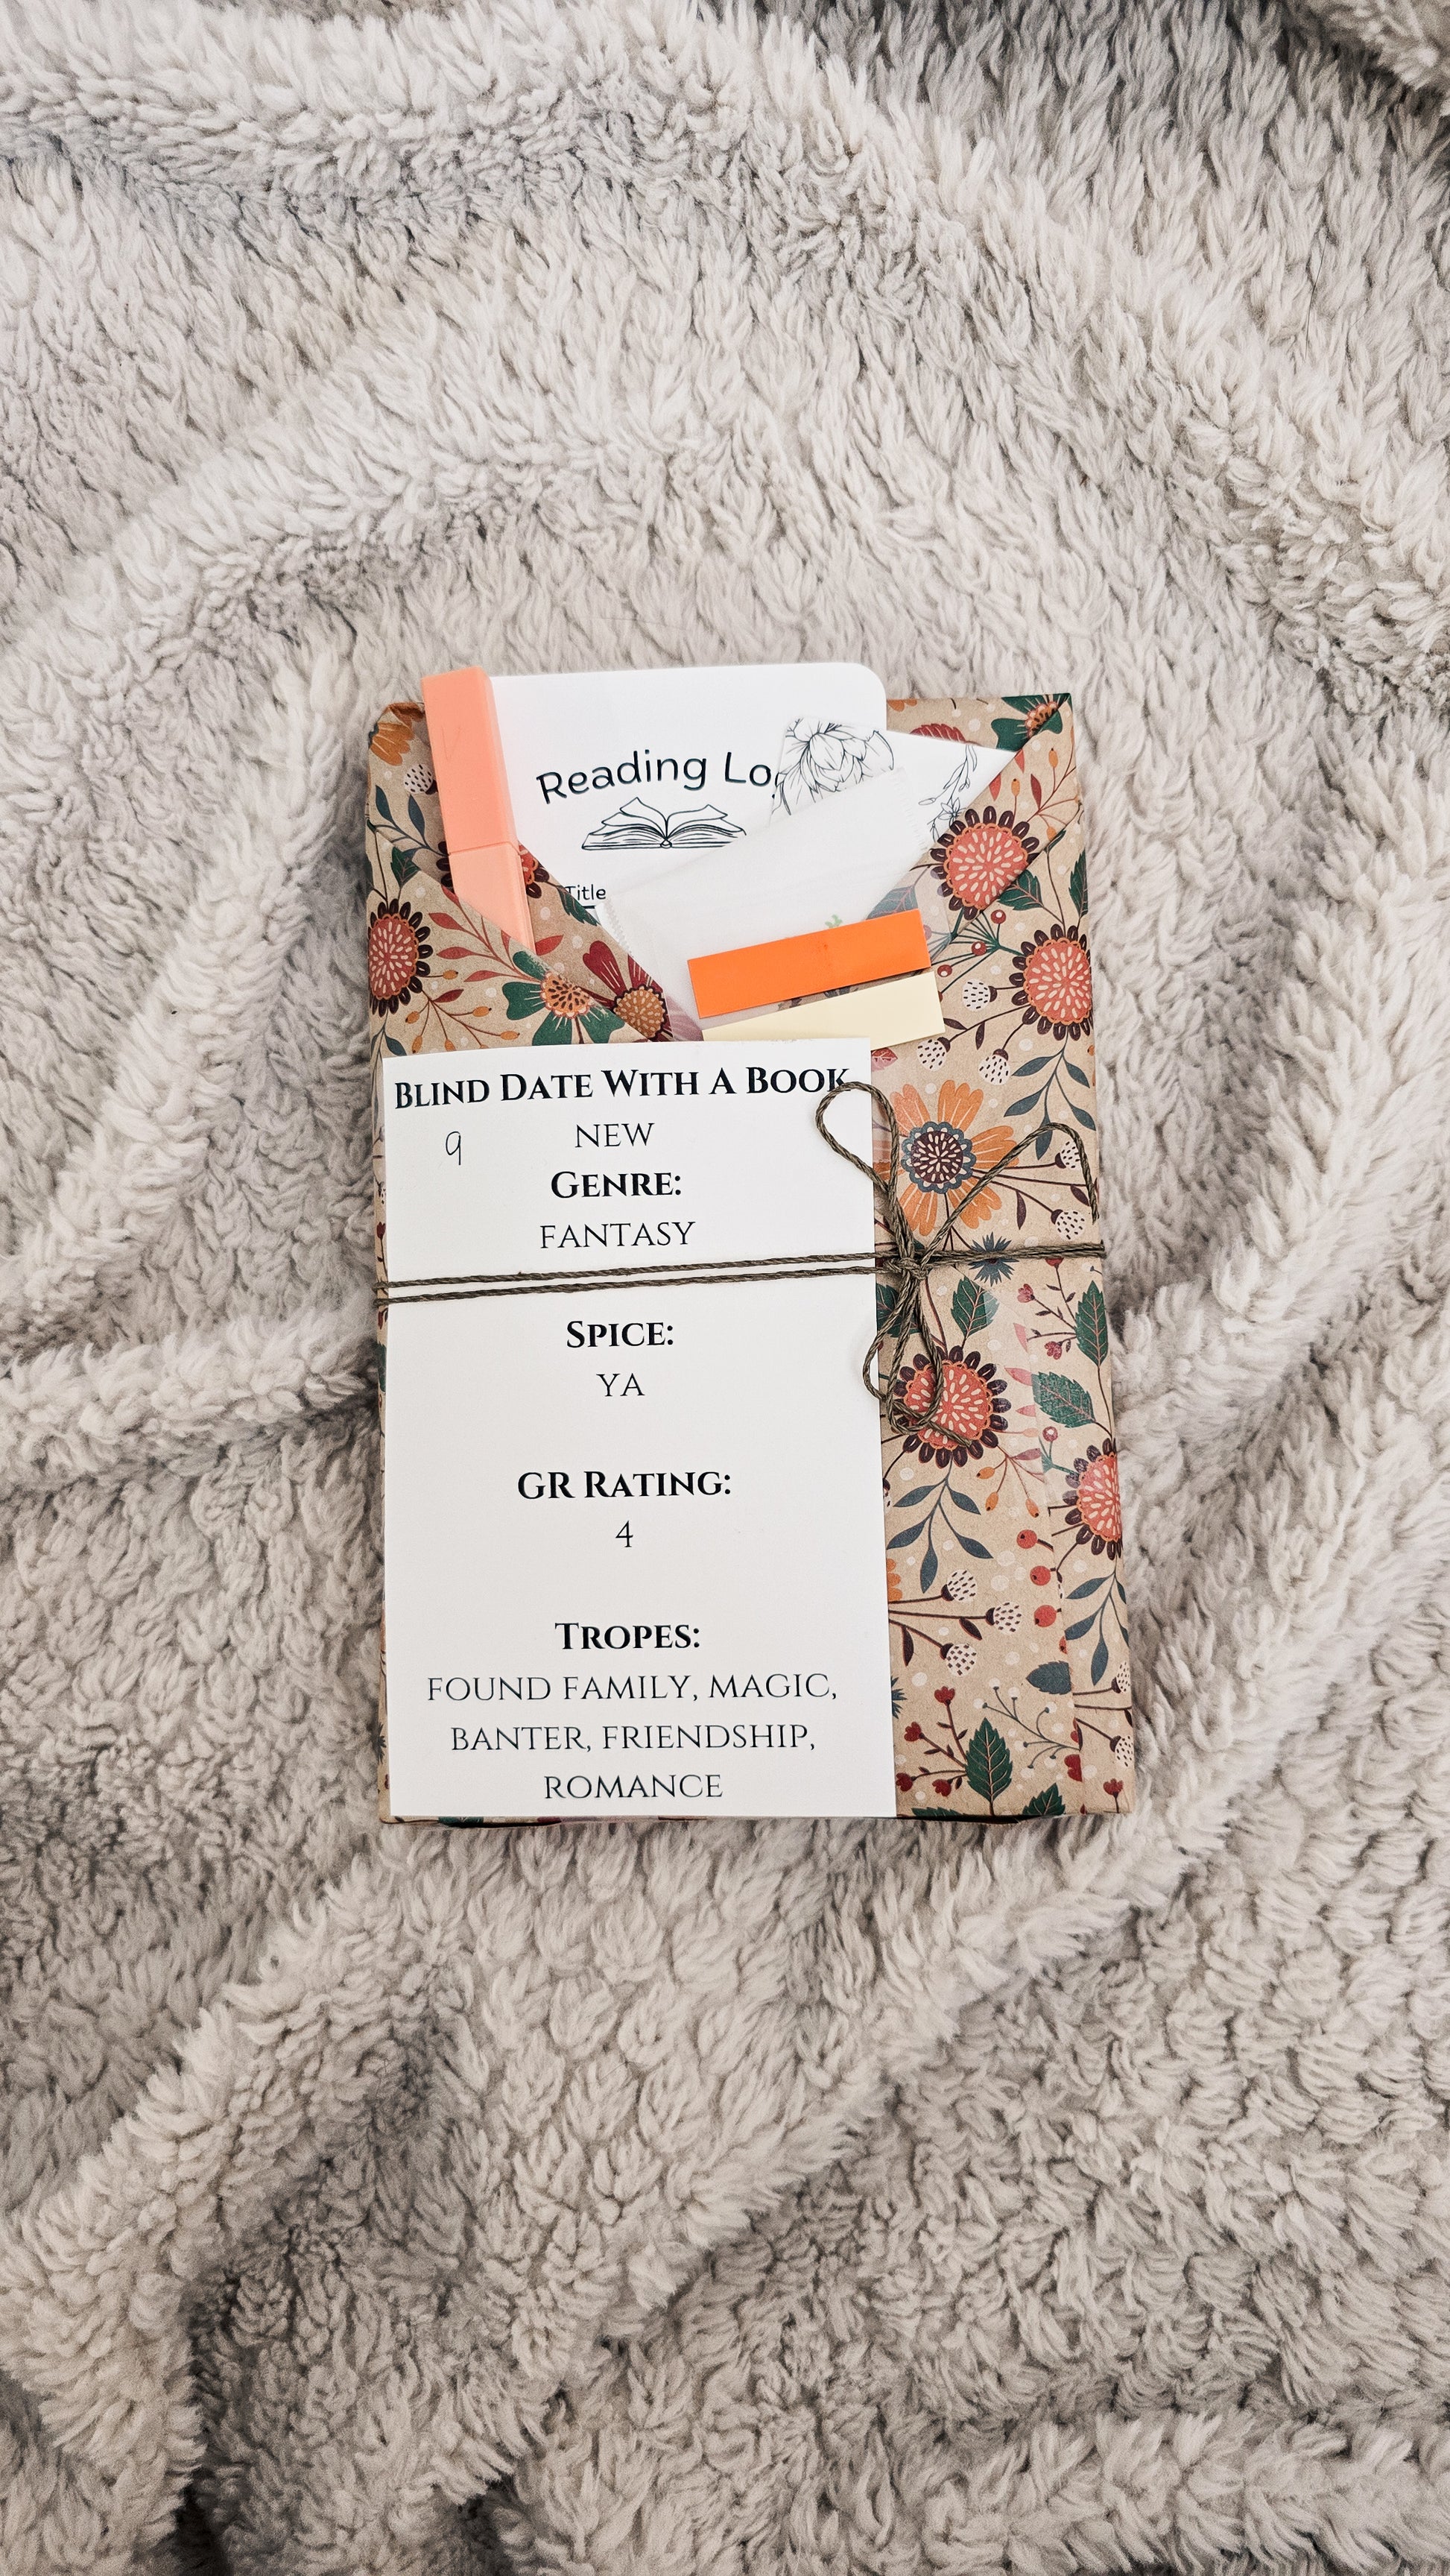 Reading Lo
Title
BLIND DATE WITH A BOOK
9 NEW
GENRE:
FANTASY
SPICE:
YA
GR RATING:
4
TROPES:
FOUND FAMILY, MAGIC,
BANTER, FRIENDSHIP,
ROMANCE